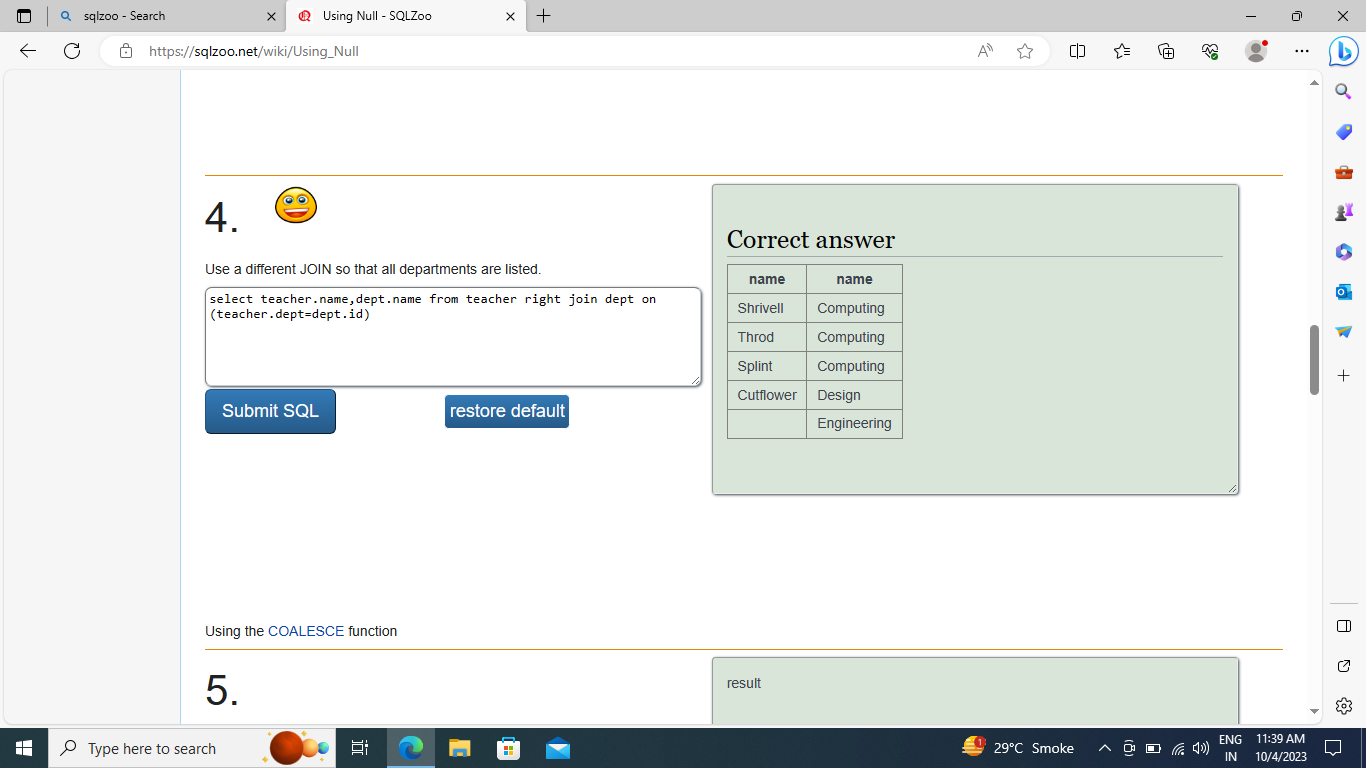 sqlzoo - Search
Using Null - SQLZoo
https://sqlzoo.net/wiki/Using_Null
4.
Use a different JOIN so that all departments are listed.
select teacher.name,dept.name from teacher right join dept on
(teacher.dept=dept.id)
Submit SQL
restore default
Correct answer
name name
Shrivell Computing
Throd Computing
Splint Computing
Cutflower Design
Engineering
Using the COALESCE function
5.
result
Type here to search
1
29°C Smoke
ENG
IN
11:39 AM
10/4/2023